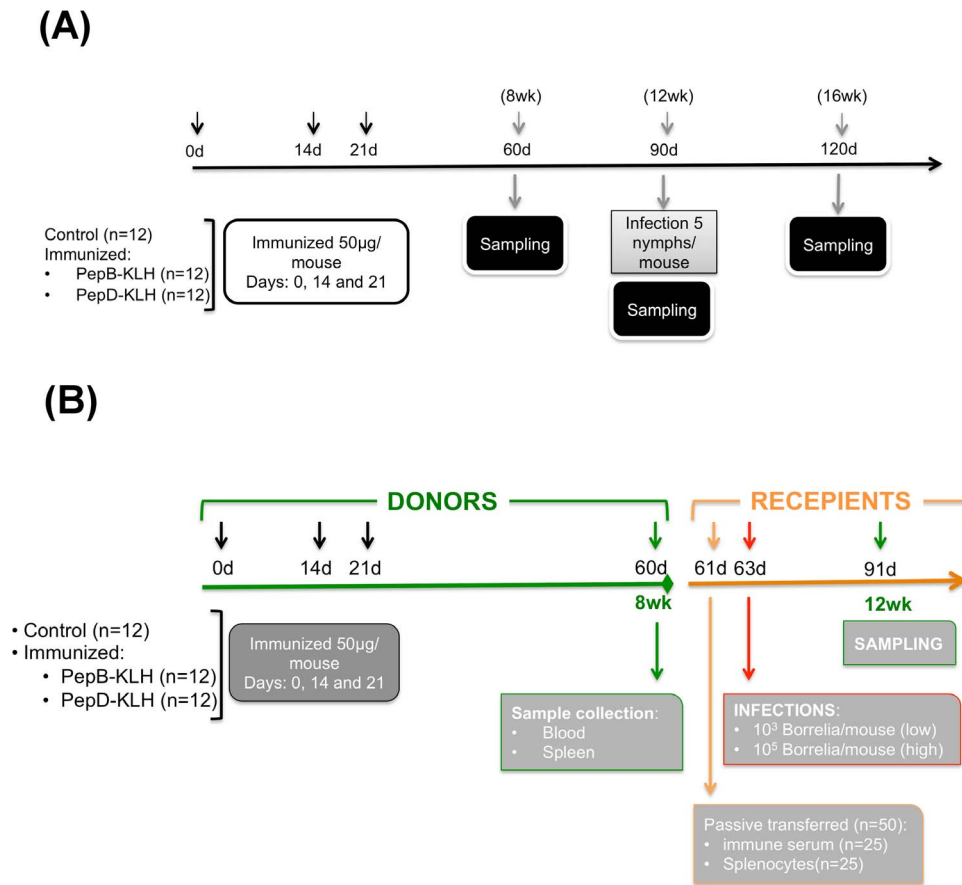 (A)
(8wk) (12wk) (16wk)
0d 14d 21d 60d 90d 120d
Control (n=12)
Immunized:
• PepB-KLH (n=12)
• PepD-KLH (n=12)
Immunized 50µg/
mouse
Days: 0, 14 and 21
Sampling
Infection 5
nymphs/
mouse
Sampling
Sampling
(B)
DONORS RECEPIENTS
0d 14d 21d 60d 61d 63d 91d
8wk 12wk
• Control (n=12)
• Immunized:
• PepB-KLH (n=12)
• PepD-KLH (n=12)
Immunized 50µg/
mouse
Days: 0, 14 and 21
SAMPLING
Sample collection:
• Blood
• Spleen
INFECTIONS:
• 10³ Borrelia/mouse (low)
• 10⁵ Borrelia/mouse (high)
Passive transferred (n=50):
• immune serum (n=25)
• Splenocytes(n=25)